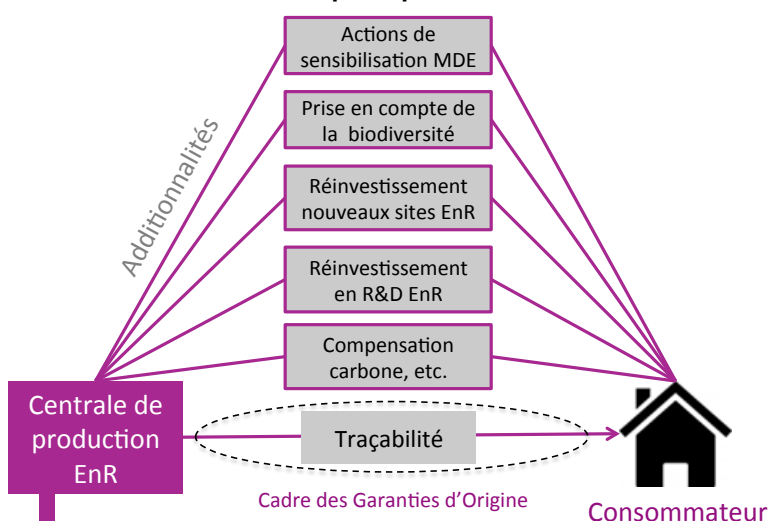 Actions de
sensibilisation MDE
Prise en compte de
la biodiversité
Additionnalités
Réinvestissement
nouveaux sites EnR
Réinvestissement
en R&D EnR
Compensation
carbone, etc.
Centrale de
production
EnR
Traçabilité
Cadre des Garanties d'Origine
Consommateur